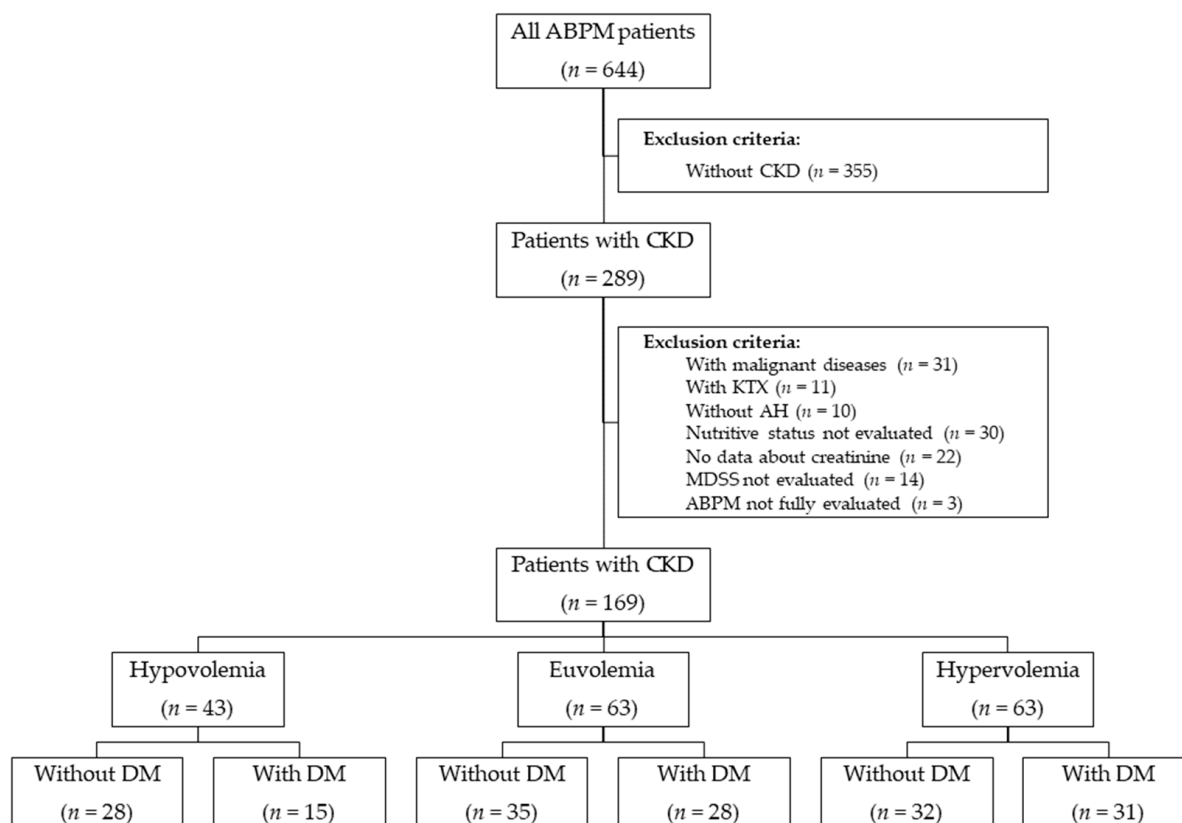 All ABPM patients
(n = 644)
Exclusion criteria:
Without CKD (n = 355)
Patients with CKD
(n = 289)
Exclusion criteria:
With malignant diseases (n = 31)
With KTX (n = 11)
Without AH (n = 10)
Nutritive status not evaluated (n = 30)
No data about creatinine (n = 22)
MDSS not evaluated (n = 14)
ABPM not fully evaluated (n = 3)
Patients with CKD
(n = 169)
Hypovolemia
(n = 43)
Euvolemia
(n = 63)
Hypervolemia
(n = 63)
Without DM
(n = 28)
With DM
(n = 15)
Without DM
(n = 35)
With DM
(n = 28)
Without DM
(n = 32)
With DM
(n = 31)